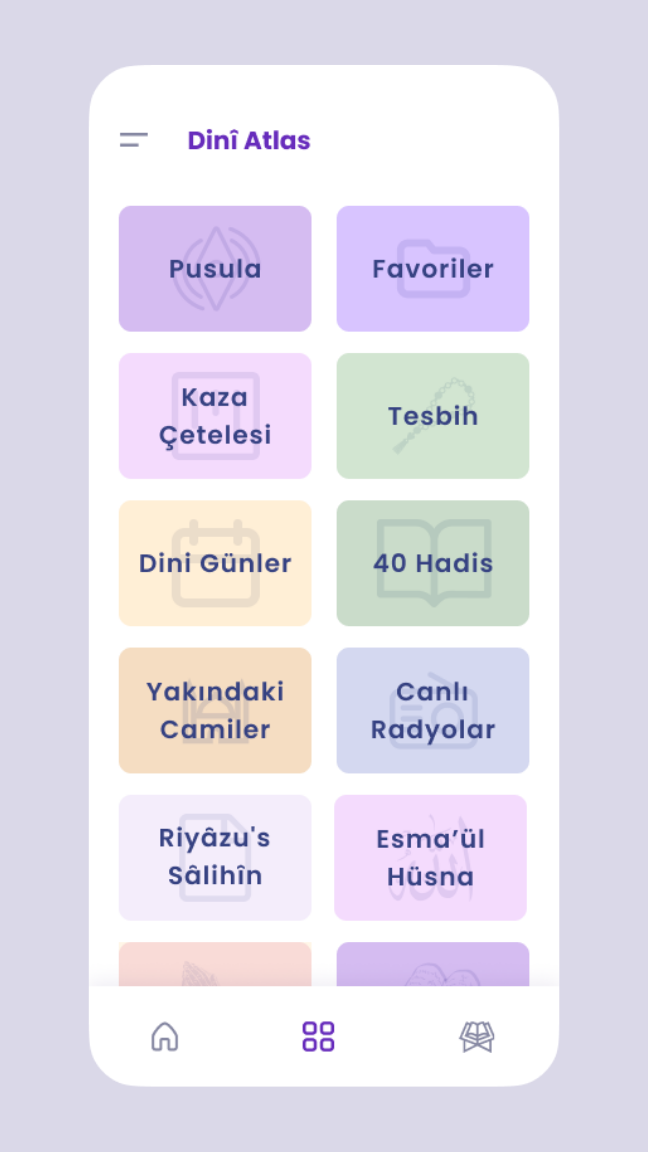 Dinî Atlas
Pusula
Favoriler
Kaza
Çetelesi
Tesbih
Dini Günler
40 Hadis
Yakındaki
Camiler
Canlı
Radyolar
Riyâzu's
Sâlihîn
Esma’ül
Hüsna